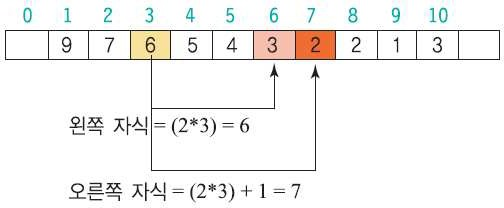 0 1 2 3 4 5 6 7 8 9 10
9 7 6 5 4 3 2 2 1 3
왼쪽 자식 = (2*3) = 6
오른쪽 자식 = (2*3) + 1 = 7